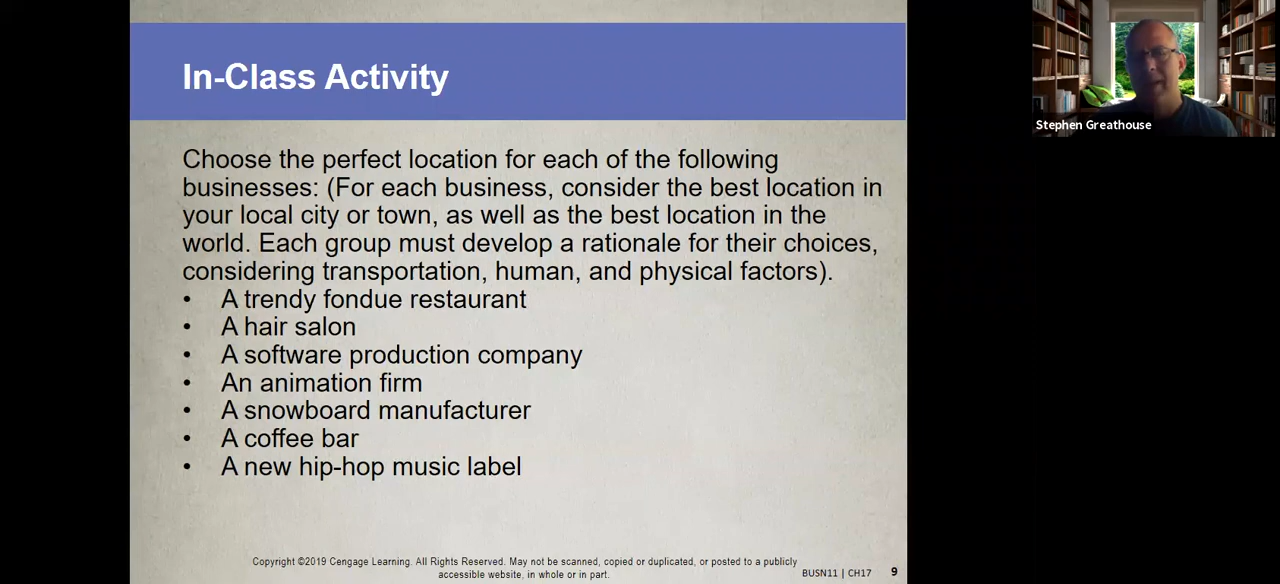 In-Class Activity
Choose the perfect location for each of the following
businesses: (For each business, consider the best location in
your local city or town, as well as the best location in the
world. Each group must develop a rationale for their choices,
considering transportation, human, and physical factors).
• A trendy fondue restaurant
• A hair salon
• A software production company
• An animation firm
• A snowboard manufacturer
• A coffee bar
• A new hip-hop music label
Copyright ©2019 Cengage Learning. All Rights Reserved. May not be scanned, copied or duplicated, or posted to a publicly
accessible website, in whole or in part.
BUSN11 | CH17 9
Stephen Greathouse